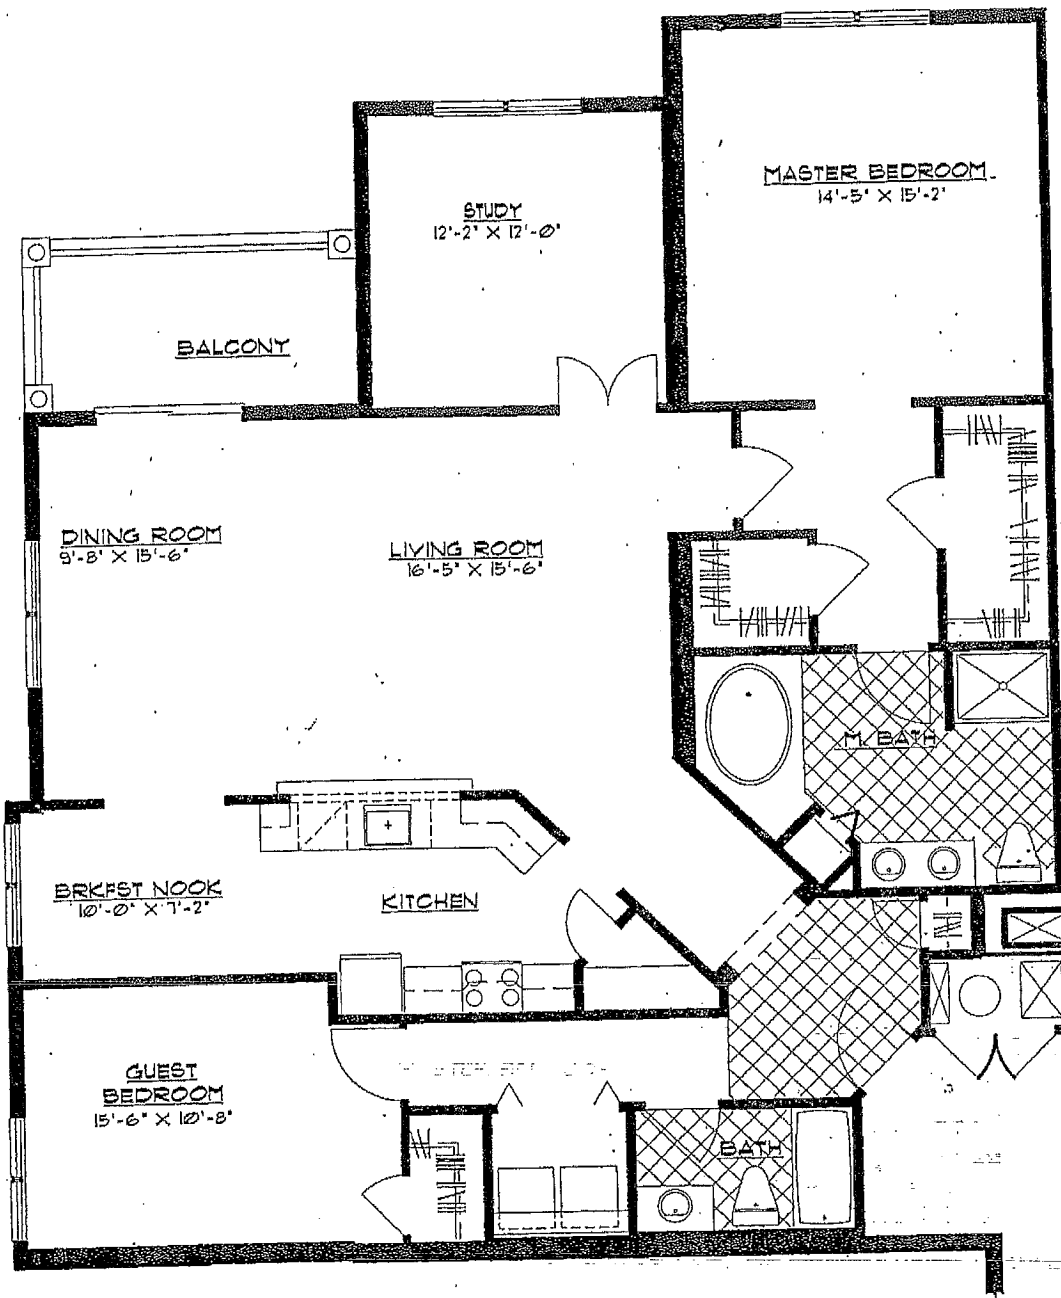 MASTER BEDROOM
14'-5" X 15'-2"
STUDY
12'-2" X 12'-0"
BALCONY
DINING ROOM
9'-8" X 15'-6"
LIVING ROOM
16'-5" X 15'-6"
M. BATH
BRKFST NOOK
10'-0" X 7'-2"
KITCHEN
GUEST
BEDROOM
15'-6" X 10'-8"
BATH